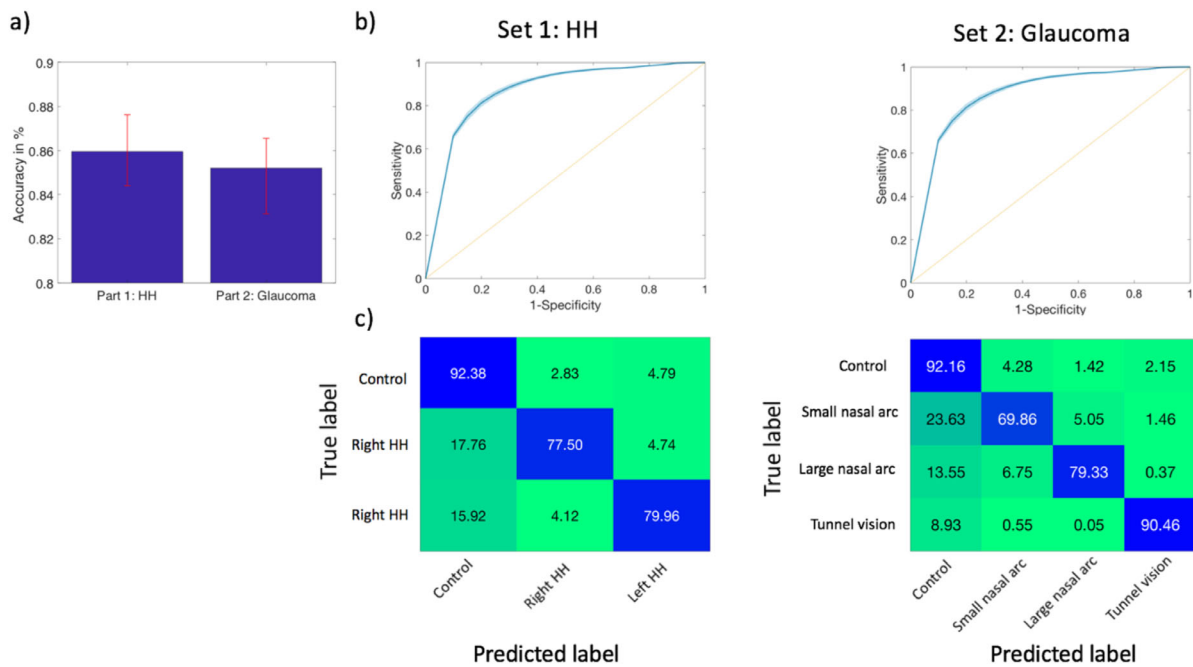 a)
0.9
0.88
0.86
0.84
0.82
0.8
Acccuracy in %
Part 1: HH Part 2: Glaucoma
b)
Set 1: HH
1
0.8
0.6
0.4
0.2
0
Sensitivity
0 0.2 0.4 0.6 0.8 1
1-Specificity
Set 2: Glaucoma
1
0.8
0.6
0.4
0.2
0
Sensitivity
0 0.2 0.4 0.6 0.8 1
1-Specificity
c)
True label
Control 92.38 2.83 4.79
Right HH 17.76 77.50 4.74
Right HH 15.92 4.12 79.96
Control Right HH Left HH
Predicted label
True label
Control 92.16 4.28 1.42 2.15
Small nasal arc 23.63 69.86 5.05 1.46
Large nasal arc 13.55 6.75 79.33 0.37
Tunnel vision 8.93 0.55 0.05 90.46
Control Small nasal arc Large nasal arc Tunnel vision
Predicted label